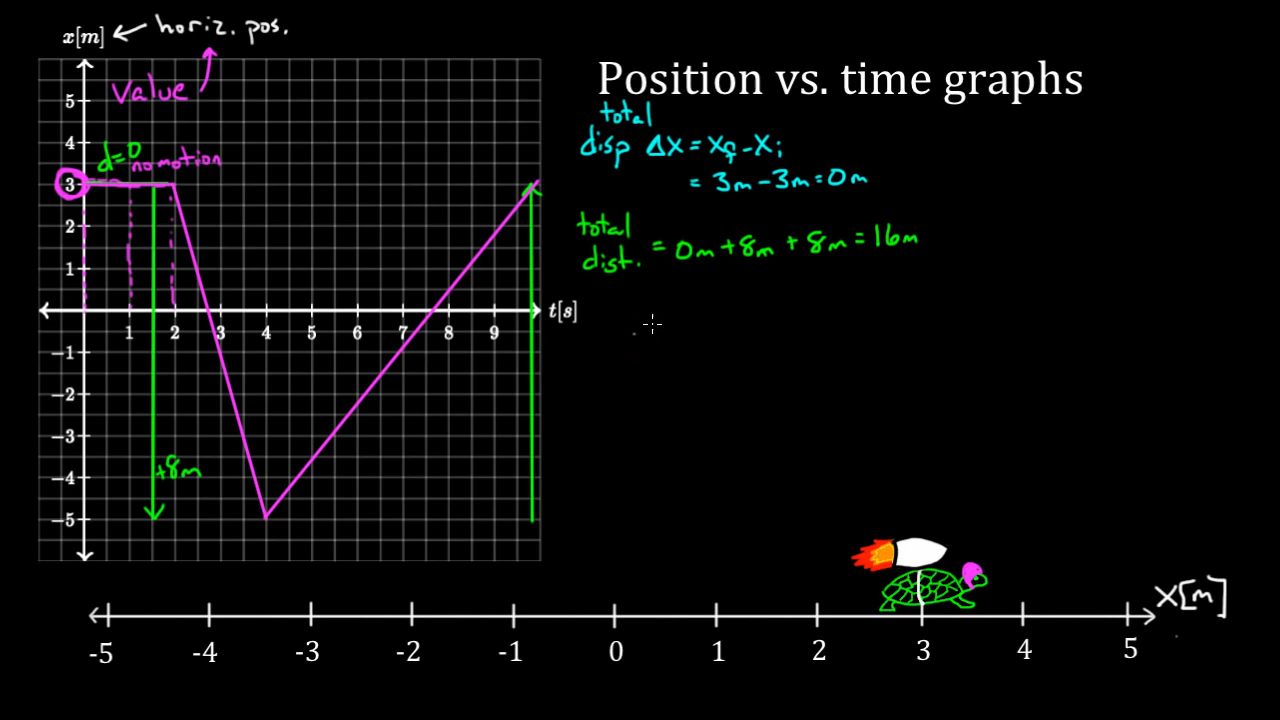 x[m] ← horiz. pos.
Value
Position vs. time graphs
total
disp Δx = x_f - x_i
= 3m - 3m = 0m
total
dist. = 0m + 8m + 8m = 16m
d=0
no motion
5
4
3
2
1
-1
-2
-3
-4
-5
1 2 3 4 5 6 7 8 9
t[s]
+8m
X[m]
-5 -4 -3 -2 -1 0 1 2 3 4 5